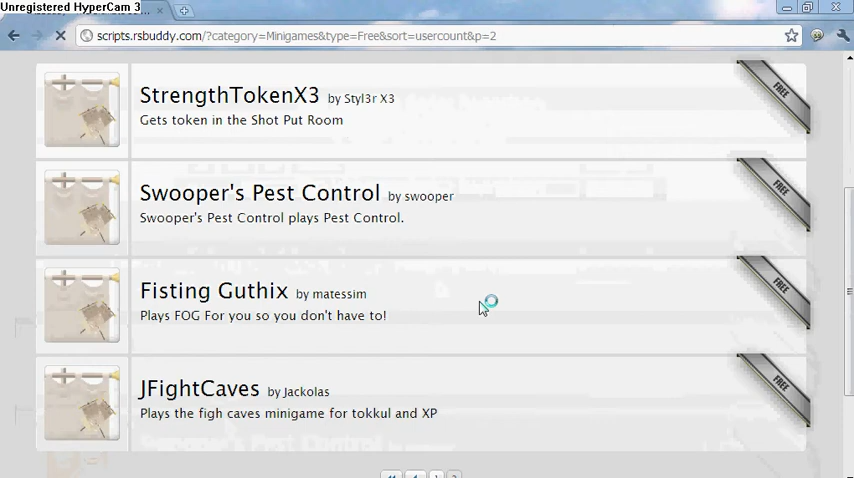 Unregistered HyperCam 3
scripts.rsbuddy.com/?category=Minigames&type=Free&sort=usercount&p=2
StrengthTokenX3 by Styl3r X3
Gets token in the Shot Put Room
FREE
Swooper's Pest Control by swooper
Swooper's Pest Control plays Pest Control.
FREE
Fisting Guthix by matessim
Plays FOG For you so you don't have to!
FREE
JFightCaves by Jackolas
Plays the figh caves minigame for tokkul and XP
FREE